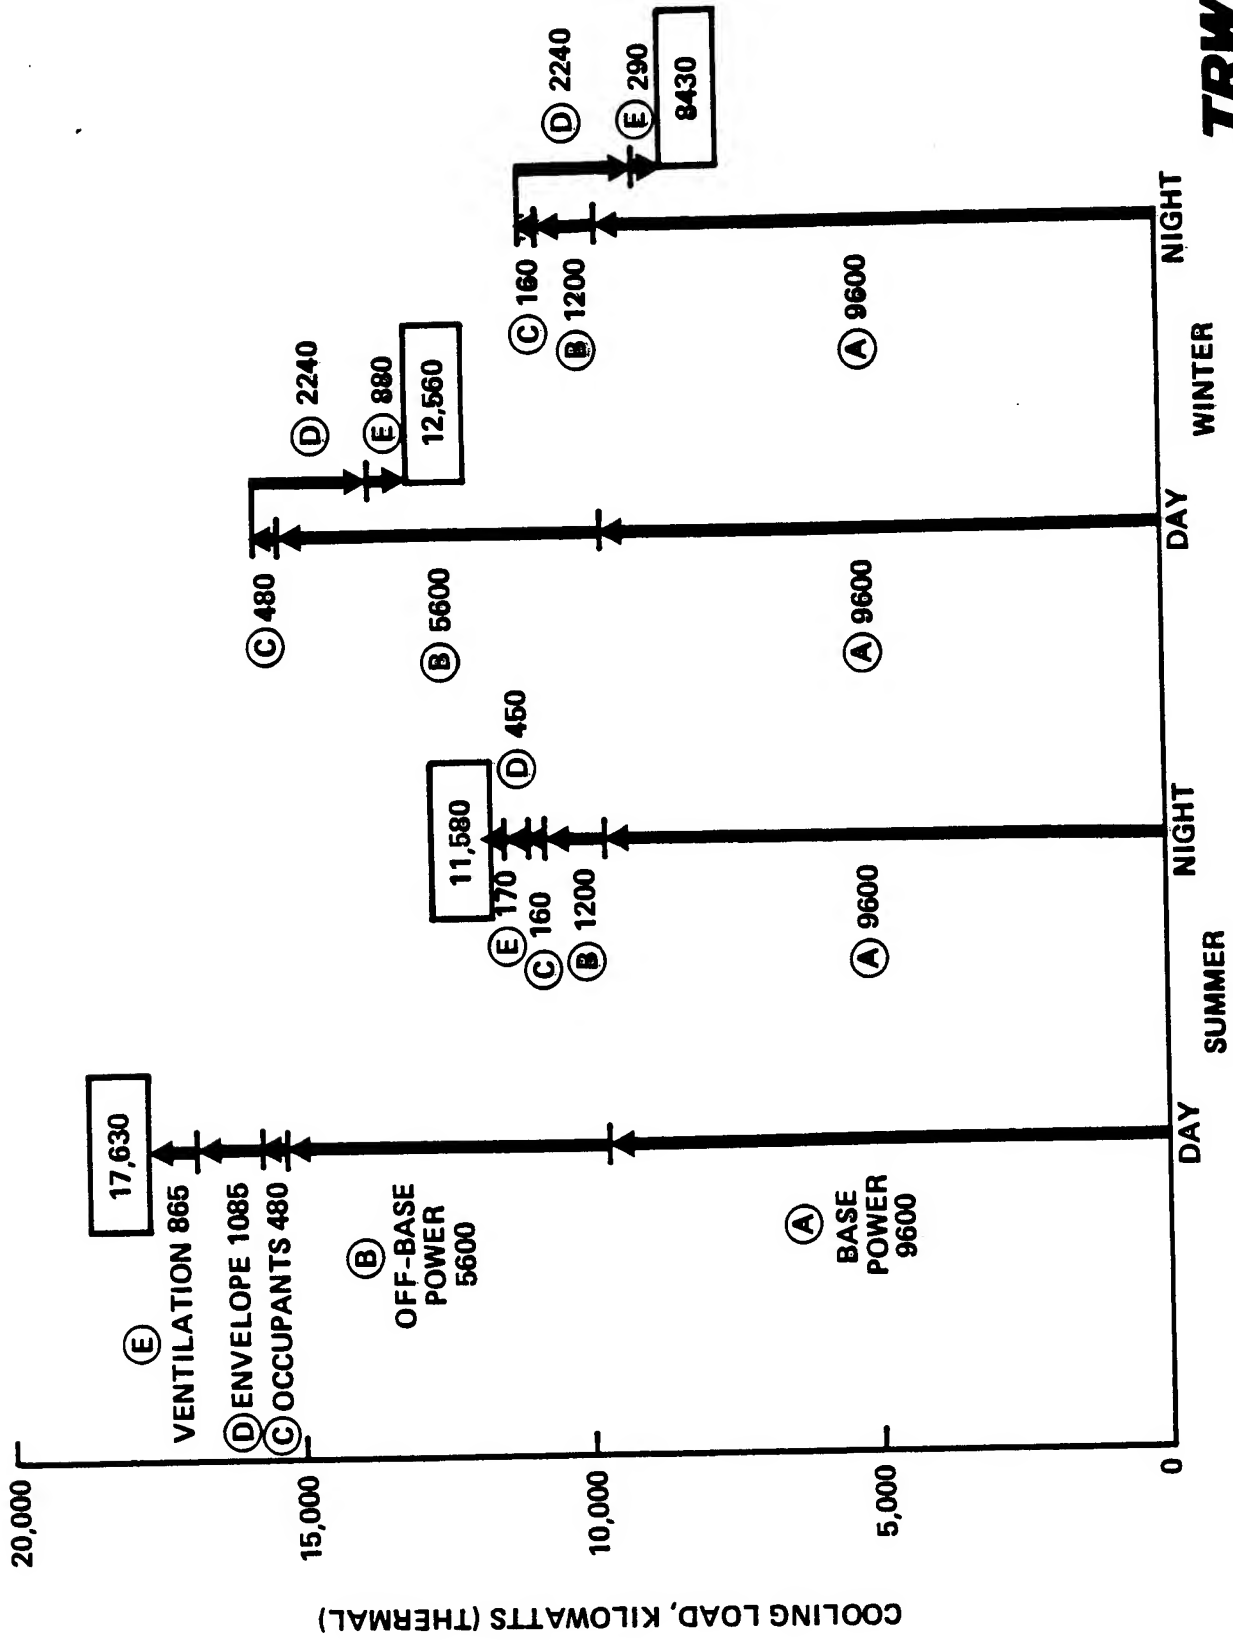 COOLING LOAD, KILOWATTS (THERMAL)
20,000
15,000
10,000
5,000
0
17,630
E
VENTILATION 865
D ENVELOPE 1085
C OCCUPANTS 480
B
OFF-BASE
POWER
5600
A
BASE
POWER
9600
DAY
11,580
D 450
E 170
C 160
B 1200
A 9600
NIGHT
SUMMER
C 480
D 2240
E 880
12,560
B 5600
A 9600
DAY
D 2240
E 290
8430
C 160
B 1200
A 9600
NIGHT
WINTER
TRW